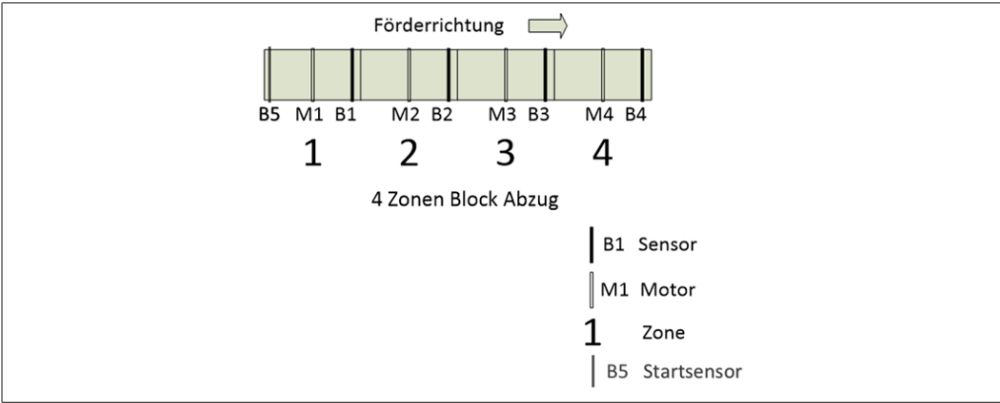 Förderrichtung
B5 M1 B1 M2 B2 M3 B3 M4 B4
1 2 3 4
4 Zonen Block Abzug
B1 Sensor
M1 Motor
1 Zone
B5 Startsensor